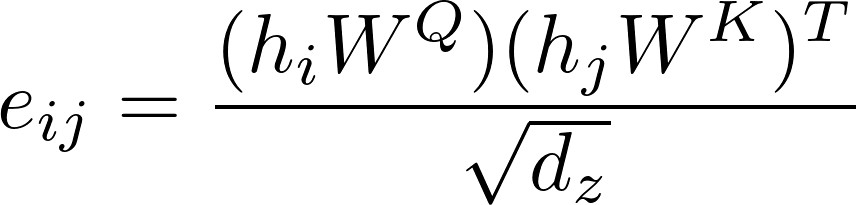 e_{ij} = \frac{(h_i W^Q)(h_j W^K)^T}{\sqrt{d_z}}